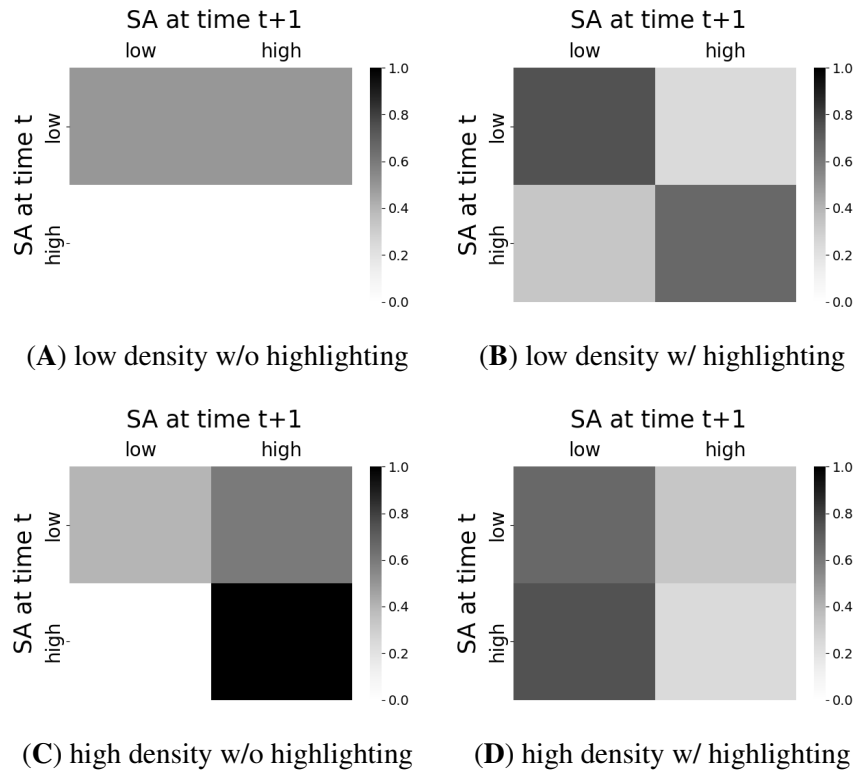 SA at time t+1
low high
SA at time t
low
high
1.0
0.8
0.6
0.4
0.2
0.0
(A) low density w/o highlighting
SA at time t+1
low high
SA at time t
low
high
1.0
0.8
0.6
0.4
0.2
0.0
(B) low density w/ highlighting
SA at time t+1
low high
SA at time t
low
high
1.0
0.8
0.6
0.4
0.2
0.0
(C) high density w/o highlighting
SA at time t+1
low high
SA at time t
low
high
1.0
0.8
0.6
0.4
0.2
0.0
(D) high density w/ highlighting